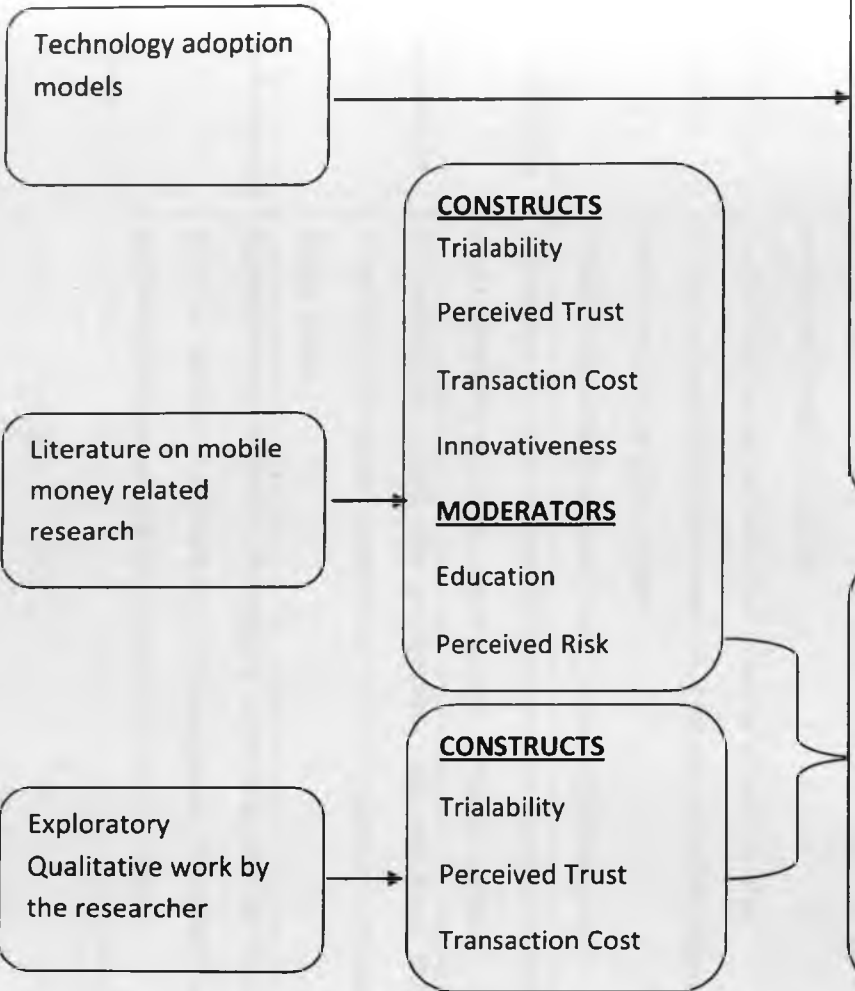 Technology adoption
models
CONSTRUCTS
Trialability
Perceived Trust
Transaction Cost
Innovativeness
MODERATORS
Education
Perceived Risk
Literature on mobile
money related
research
CONSTRUCTS
Trialability
Perceived Trust
Transaction Cost
Exploratory
Qualitative work by
the researcher